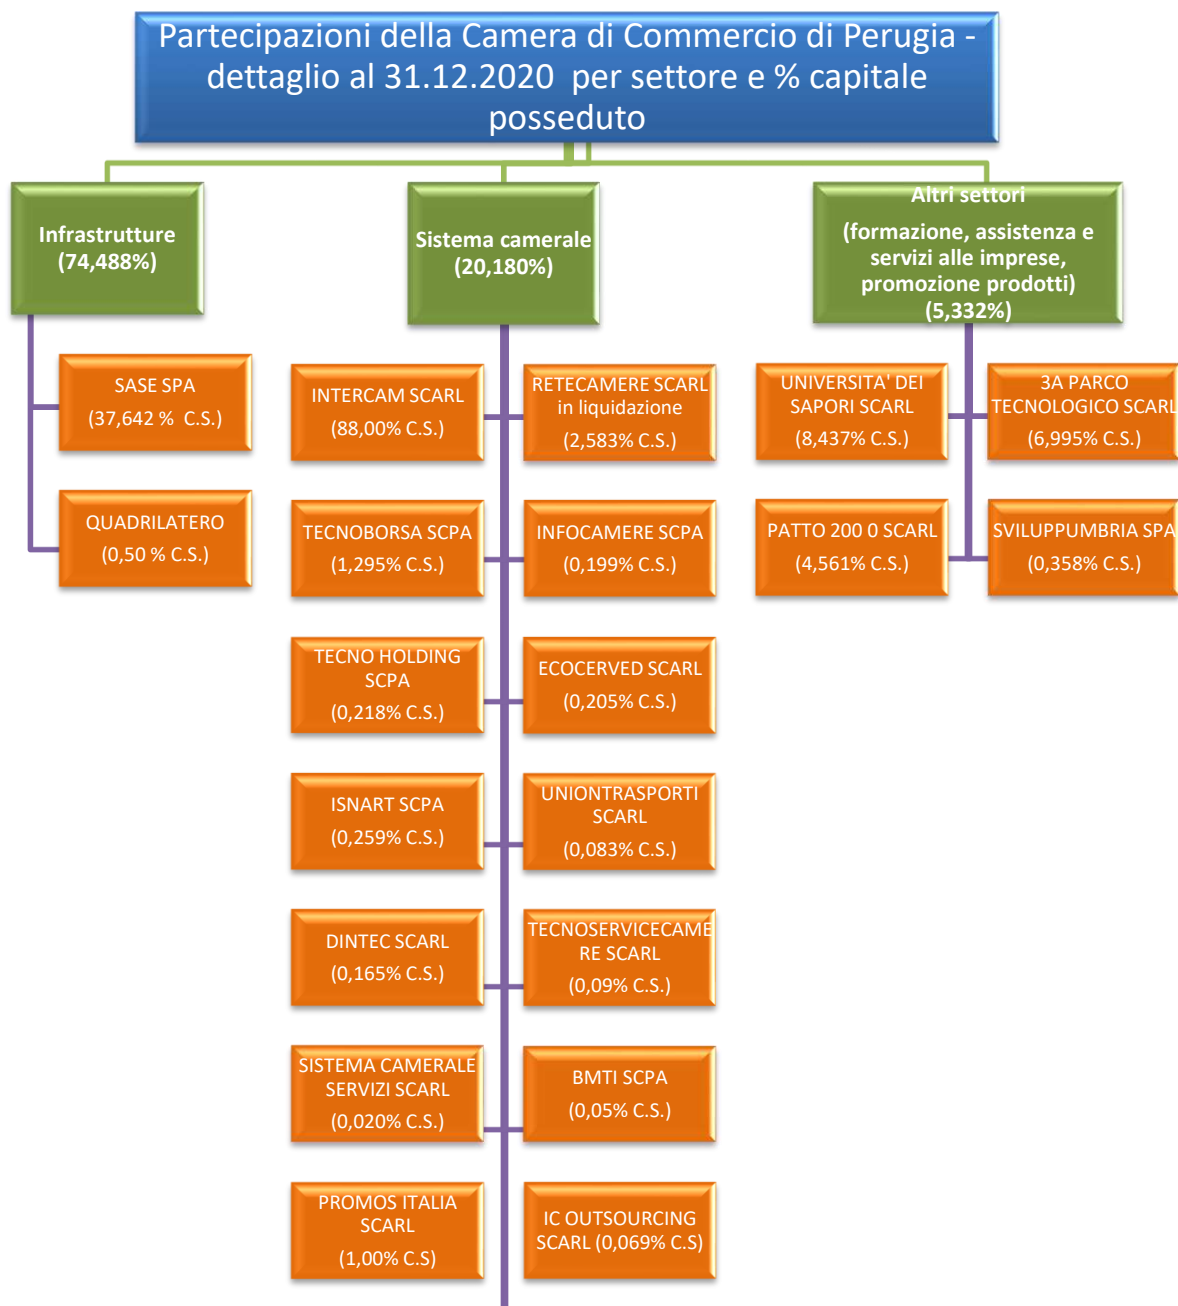 Partecipazioni della Camera di Commercio di Perugia -
dettaglio al 31.12.2020 per settore e % capitale
posseduto
Infrastrutture
(74,488%)
SASE SPA
(37,642 % C.S.)
QUADRILATERO
(0,50 % C.S.)
Sistema camerale
(20,180%)
INTERCAM SCARL
(88,00% C.S.)
RETECAMERE SCARL
in liquidazione
(2,583% C.S.)
TECNOBORSA SCPA
(1,295% C.S.)
INFOCAMERE SCPA
(0,199% C.S.)
TECNO HOLDING
SCPA
(0,218% C.S.)
ECOCERVED SCARL
(0,205% C.S.)
ISNART SCPA
(0,259% C.S.)
UNIONTRASPORTI
SCARL
(0,083% C.S.)
DINTEC SCARL
(0,165% C.S.)
TECNOSERVICECAME
RE SCARL
(0,09% C.S.)
SISTEMA CAMERALE
SERVIZI SCARL
(0,020% C.S.)
BMTI SCPA
(0,05% C.S.)
PROMOS ITALIA
SCARL
(1,00% C.S)
IC OUTSOURCING
SCARL (0,069% C.S)
Altri settori
(formazione, assistenza e
servizi alle imprese,
promozione prodotti)
(5,332%)
UNIVERSITA' DEI
SAPORI SCARL
(8,437% C.S.)
3A PARCO
TECNOLOGICO SCARL
(6,995% C.S.)
PATTO 200 0 SCARL
(4,561% C.S.)
SVILUPPUMBRIA SPA
(0,358% C.S.)